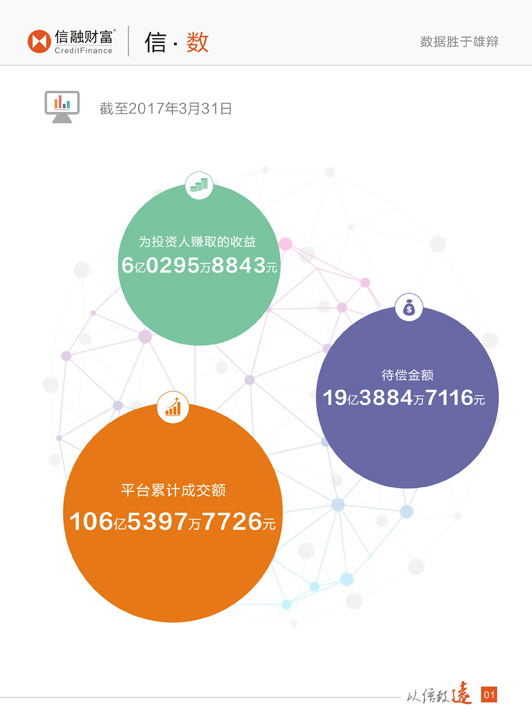 信融财富®
CreditFinance
信·数
数据胜于雄辩
截至2017年3月31日
为投资人赚取的收益
6亿0295万8843元
待偿金额
19亿3884万7116元
平台累计成交额
106亿5397万7726元
以信致远
01